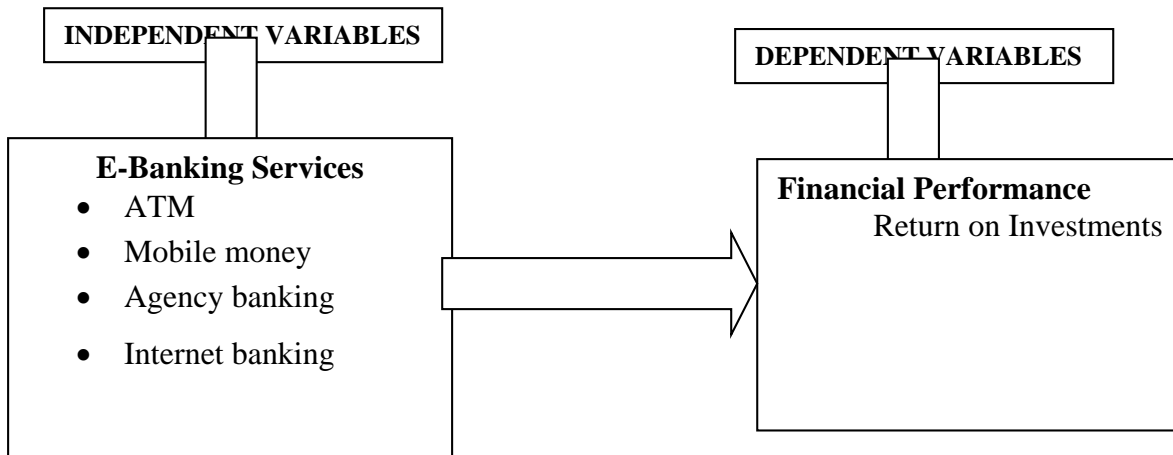 INDEPENDENT VARIABLES
E-Banking Services
• ATM
• Mobile money
• Agency banking
• Internet banking
DEPENDENT VARIABLES
Financial Performance
Return on Investments